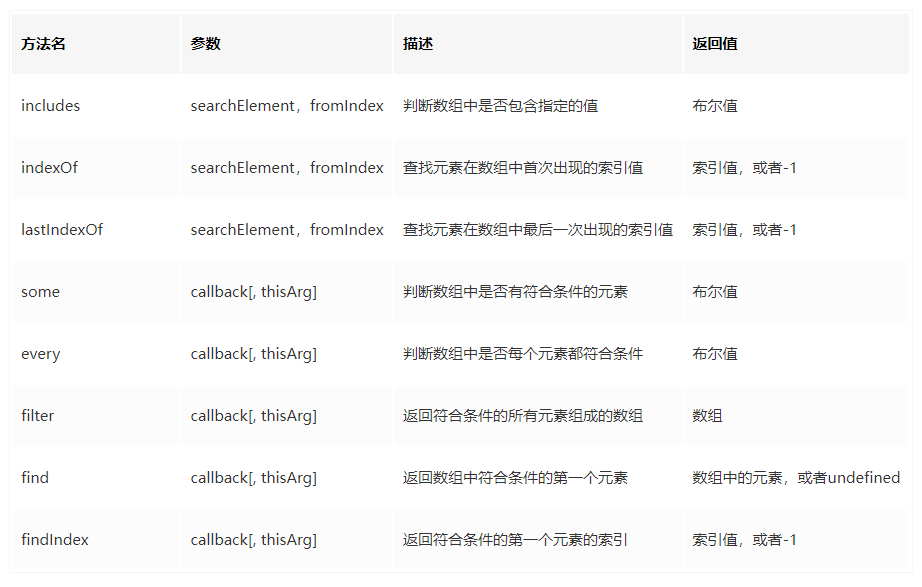 方法名 参数 描述 返回值
includes searchElement，fromIndex 判断数组中是否包含指定的值 布尔值
indexOf searchElement，fromIndex 查找元素在数组中首次出现的索引值 索引值，或者-1
lastIndexOf searchElement，fromIndex 查找元素在数组中最后一次出现的索引值 索引值，或者-1
some callback[, thisArg] 判断数组中是否有符合条件的元素 布尔值
every callback[, thisArg] 判断数组中是否每个元素都符合条件 布尔值
filter callback[, thisArg] 返回符合条件的所有元素组成的数组 数组
find callback[, thisArg] 返回数组中符合条件的第一个元素 数组中的元素，或者undefined
findIndex callback[, thisArg] 返回符合条件的第一个元素的索引 索引值，或者-1